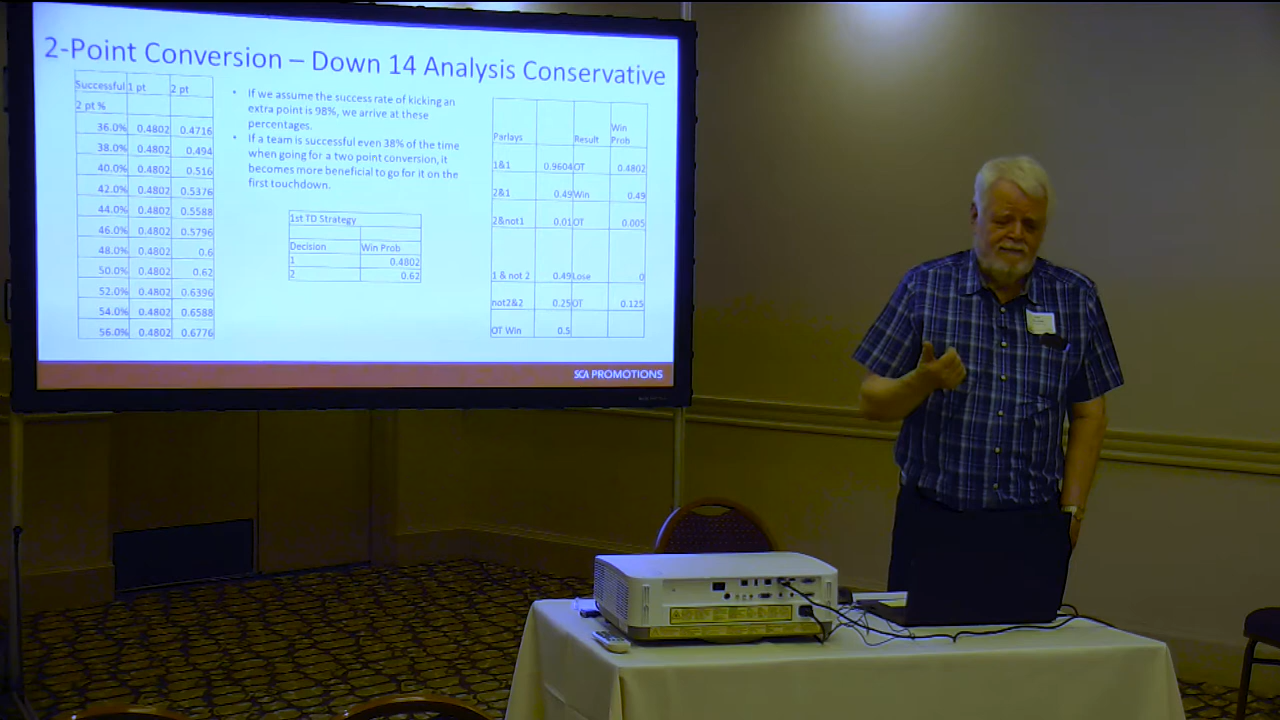 2-Point Conversion – Down 14 Analysis Conservative
Successful 1 pt 2 pt
2 pt %
36.0% 0.4802 0.4716
38.0% 0.4802 0.494
40.0% 0.4802 0.516
42.0% 0.4802 0.5376
44.0% 0.4802 0.5588
46.0% 0.4802 0.5796
48.0% 0.4802 0.6
50.0% 0.4802 0.62
52.0% 0.4802 0.6396
54.0% 0.4802 0.6588
56.0% 0.4802 0.6776
• If we assume the success rate of kicking an
extra point is 98%, we arrive at these
percentages.
• If a team is successful even 38% of the time
when going for a two point conversion, it
becomes more beneficial to go for it on the
first touchdown.
1st TD Strategy
Decision Win Prob
1 0.4802
2 0.62
Parlays Result Win
Prob
1&1 0.9604 OT 0.4802
2&1 0.49 Win 0.49
2&not1 0.01 OT 0.005
1 & not 2 0.49 Lose 0
not2&2 0.25 OT 0.125
OT Win 0.5
SCA PROMOTIONS